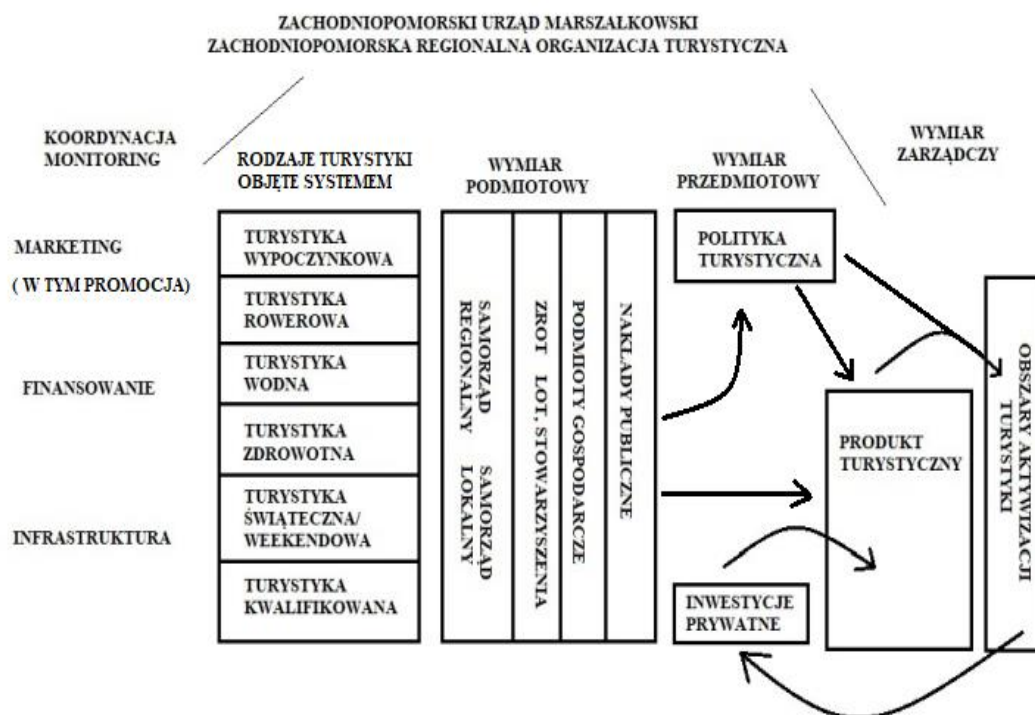 ZACHODNIOPOMORSKI URZĄD MARSZAŁKOWSKI
ZACHODNIOPOMORSKA REGIONALNA ORGANIZACJA TURYSTYCZNA
KOORDYNACJA
MONITORING
RODZAJE TURYSTYKI
OBJĘTE SYSTEMEM
WYMIAR
PODMIOTOWY
WYMIAR
PRZEDMIOTOWY
WYMIAR
ZARZĄDCZY
MARKETING
( W TYM PROMOCJA)
FINANSOWANIE
INFRASTRUKTURA
TURYSTYKA
WYPOCZYNKOWA
TURYSTYKA
ROWEROWA
TURYSTYKA
WODNA
TURYSTYKA
ZDROWOTNA
TURYSTYKA
ŚWIĄTECZNA/
WEEKENDOWA
TURYSTYKA
KWALIFIKOWANA
SAMORZĄD SAMORZĄD
REGIONALNY LOKALNY
ZROT LOT, STOWARZYSZENIA
PODMIOTY GOSPODARCZE
NAKŁADY PUBLICZNE
POLITYKA
TURYSTYCZNA
PRODUKT
TURYSTYCZNY
INWESTYCJE
PRYWATNE
OBSZARY AKTYWIZACJI
TURYSTYKI